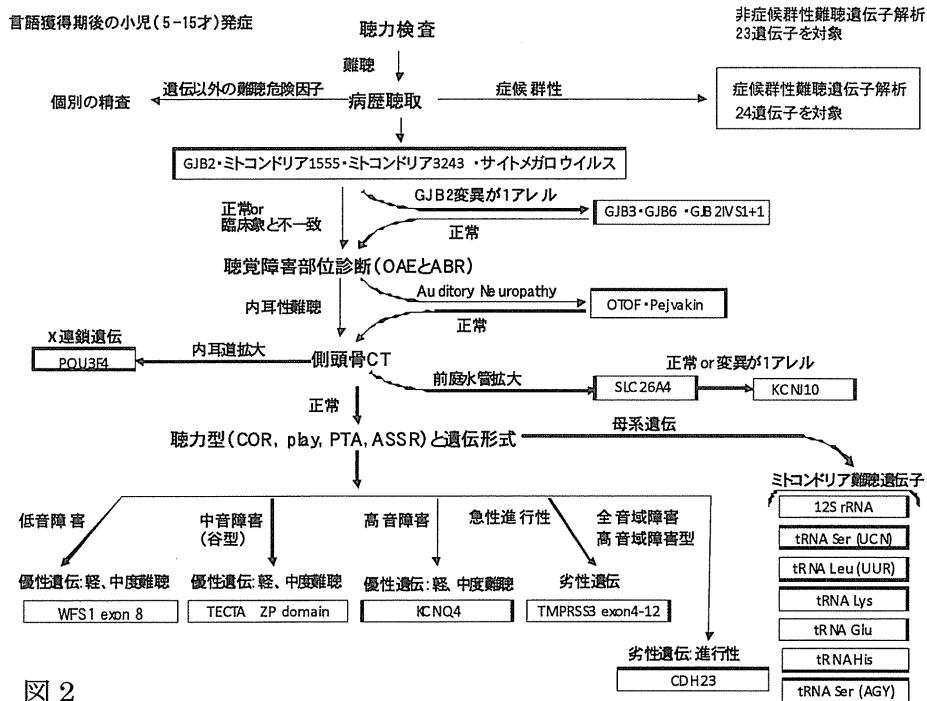 言語獲得期後の小児(5-15才)発症
非症候群性難聴遺伝子解析
23遺伝子を対象
聴力検査
難聴
個別の精査
遺伝以外の難聴危険因子
病歴聴取
症候群性
症候群性難聴遺伝子解析
24遺伝子を対象
GJB2・ミトコンドリア1555・ミトコンドリア3243・サイトメガロウイルス
正常or
臨床象と不一致
GJB2変異が1アレル
GJB3・GJB6・GJB2IVS1+1
正常
聴覚障害部位診断(OAEとABR)
内耳性難聴
Auditory Neuropathy
OTOF・Pejvakin
正常
X連鎖遺伝
POU3F4
内耳道拡大
側頭骨CT
前庭水管拡大
SLC26A4
正常or変異が1アレル
KCNJ10
正常
聴力型(COR, play, PTA, ASSR)と遺伝形式
母系遺伝
ミトコンドリア難聴遺伝子
12S rRNA
tRNA Ser (UCN)
tRNA Leu (UUR)
tRNA Lys
tRNA Glu
tRNA His
tRNA Ser (AGY)
低音障害
優性遺伝:軽、中度難聴
WFS1 exon 8
中音障害
(谷型)
優性遺伝:軽、中度難聴
TECTA ZP domain
高音障害
優性遺伝:軽、中度難聴
KCNQ4
急性進行性
劣性遺伝
TMPRSS3 exon4-12
全音域障害
高音域障害型
劣性遺伝:進行性
CDH23
図2